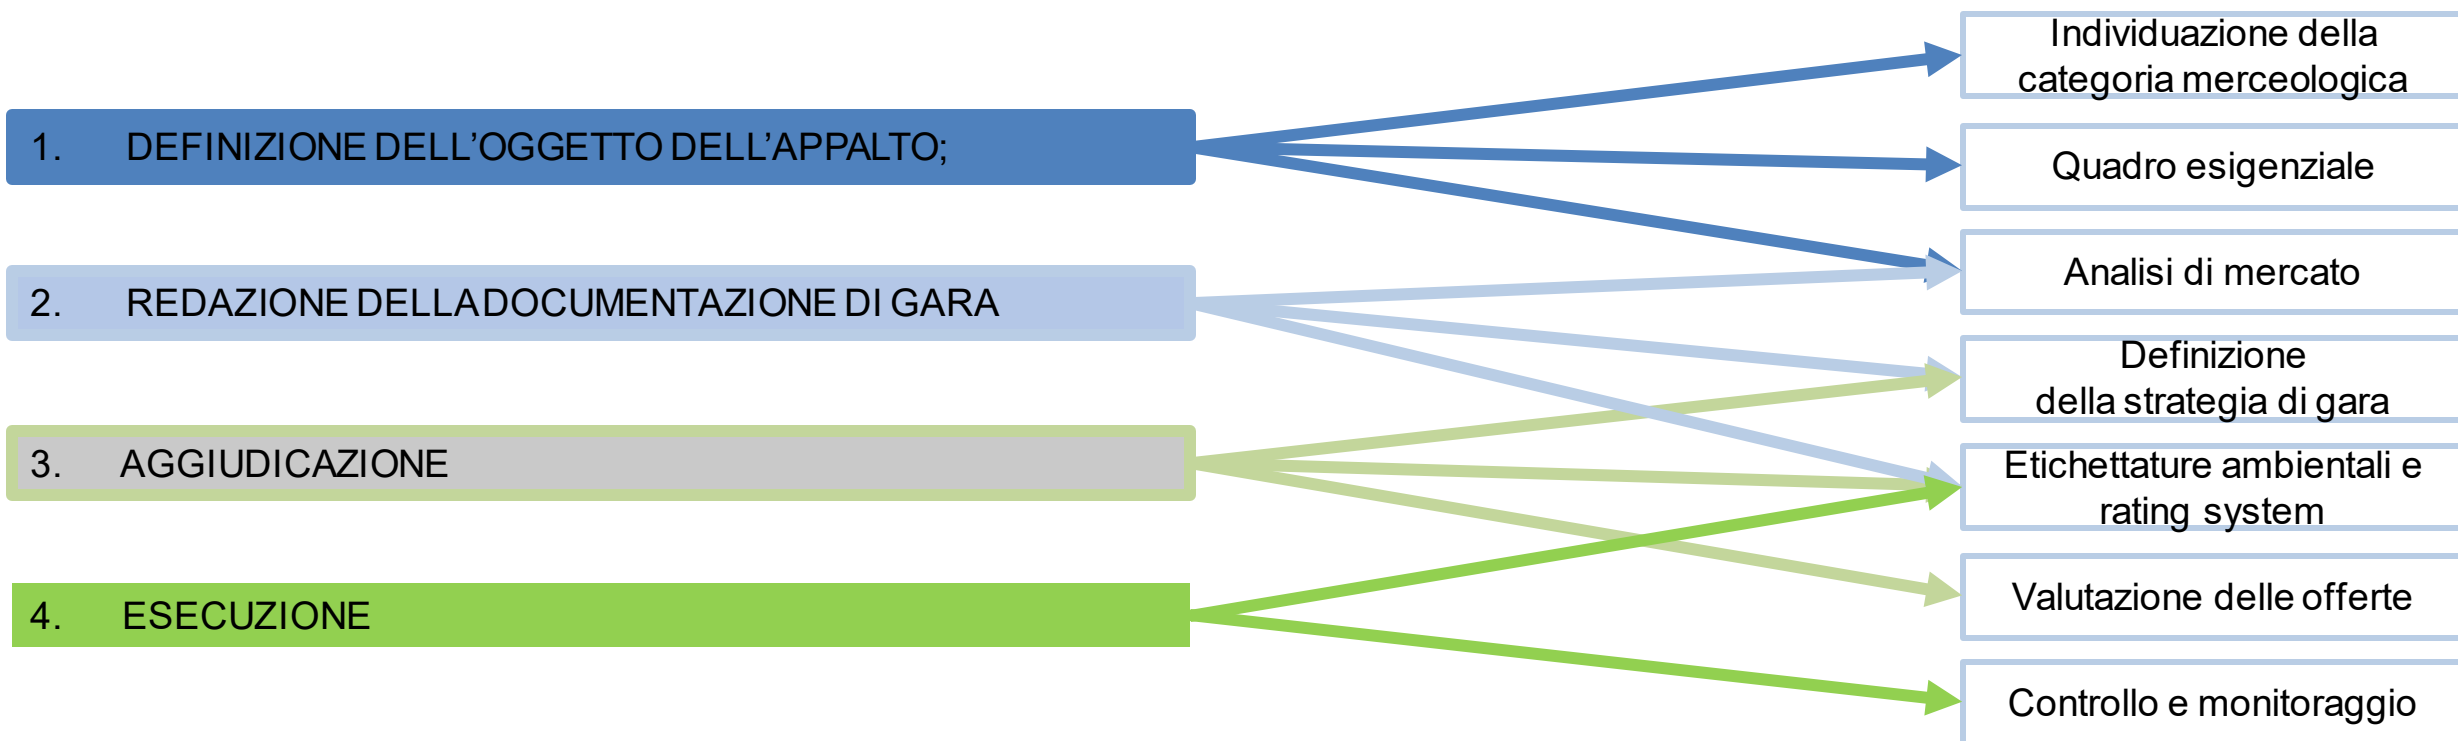 1. DEFINIZIONE DELL’OGGETTO DELL’APPALTO;
2. REDAZIONE DELLA DOCUMENTAZIONE DI GARA
3. AGGIUDICAZIONE
4. ESECUZIONE
Individuazione della
categoria merceologica
Quadro esigenziale
Analisi di mercato
Definizione
della strategia di gara
Etichettature ambientali e
rating system
Valutazione delle offerte
Controllo e monitoraggio